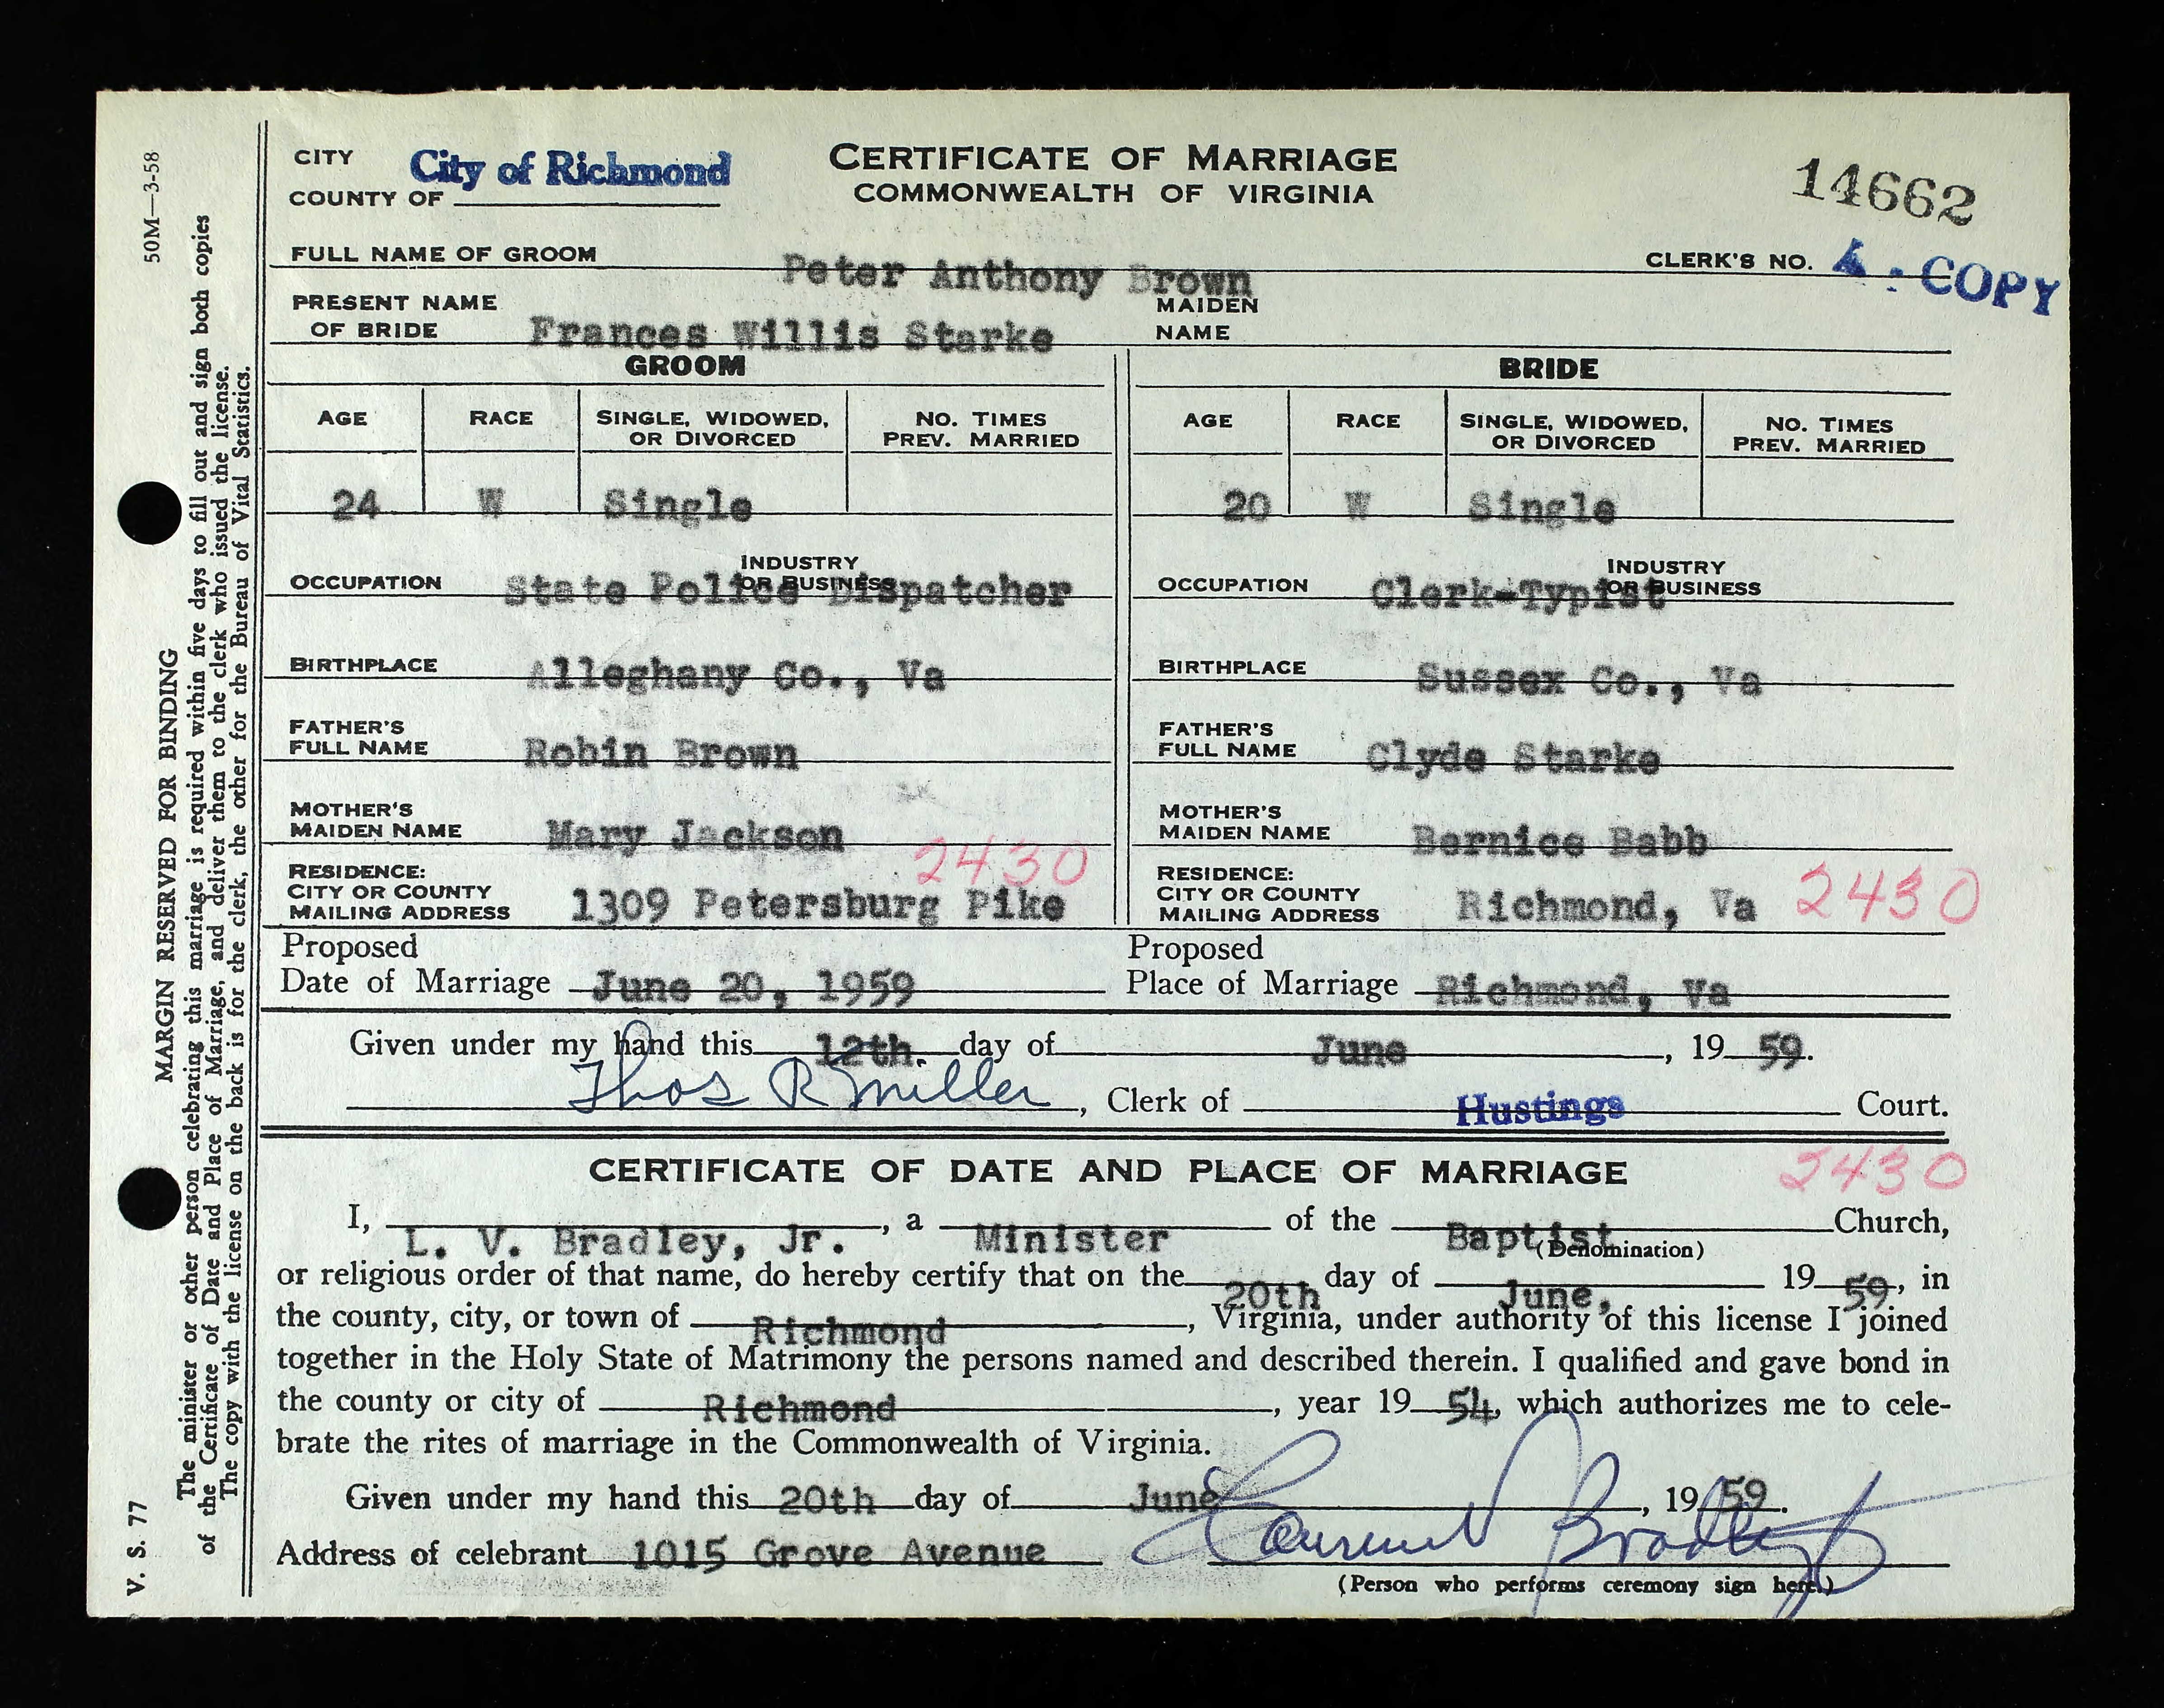 CITY City of Richmond
COUNTY OF
CERTIFICATE OF MARRIAGE
COMMONWEALTH OF VIRGINIA
14662
FULL NAME OF GROOM Peter Anthony Brown CLERK'S NO. A - COPY
PRESENT NAME OF BRIDE Frances Willis Starke MAIDEN NAME
GROOM BRIDE
AGE RACE SINGLE, WIDOWED, OR DIVORCED NO. TIMES PREV. MARRIED AGE RACE SINGLE, WIDOWED, OR DIVORCED NO. TIMES PREV. MARRIED
24 W Single 20 W Single
OCCUPATION State Police Dispatcher INDUSTRY OR BUSINESS OCCUPATION Clerk-Typist INDUSTRY OR BUSINESS
BIRTHPLACE Alleghany Co., Va BIRTHPLACE Sussex Co., Va
FATHER'S FULL NAME Robin Brown FATHER'S FULL NAME Clyde Starke
MOTHER'S MAIDEN NAME Mary Jackson MOTHER'S MAIDEN NAME Bernice Babb
2430
RESIDENCE: CITY OR COUNTY MAILING ADDRESS 1309 Petersburg Pike RESIDENCE: CITY OR COUNTY MAILING ADDRESS Richmond, Va 2430
Proposed Date of Marriage June 20, 1959 Proposed Place of Marriage Richmond, Va
Given under my hand this 12th. day of June, 19 59.
Thos R Miller, Clerk of Hustings Court.
CERTIFICATE OF DATE AND PLACE OF MARRIAGE 2430
I, L. V. Bradley, Jr., a Minister of the Baptist Church,
(Denomination)
or religious order of that name, do hereby certify that on the 20th day of June, 19 59, in
the county, city, or town of Richmond, Virginia, under authority of this license I joined
together in the Holy State of Matrimony the persons named and described therein. I qualified and gave bond in
the county or city of Richmond, year 19 54, which authorizes me to cele-
brate the rites of marriage in the Commonwealth of Virginia.
Given under my hand this 20th day of June, 19 59.
Address of celebrant 1015 Grove Avenue
(Person who performs ceremony sign here.)
V. S. 77 MARGIN RESERVED FOR BINDING 50M—3-58
The minister or other person celebrating this marriage is required within five days to fill out and sign both copies
of the Certificate of Date and Place of Marriage, and deliver them to the clerk who issued the license.
The copy with the license on the back is for the clerk, the other for the Bureau of Vital Statistics.